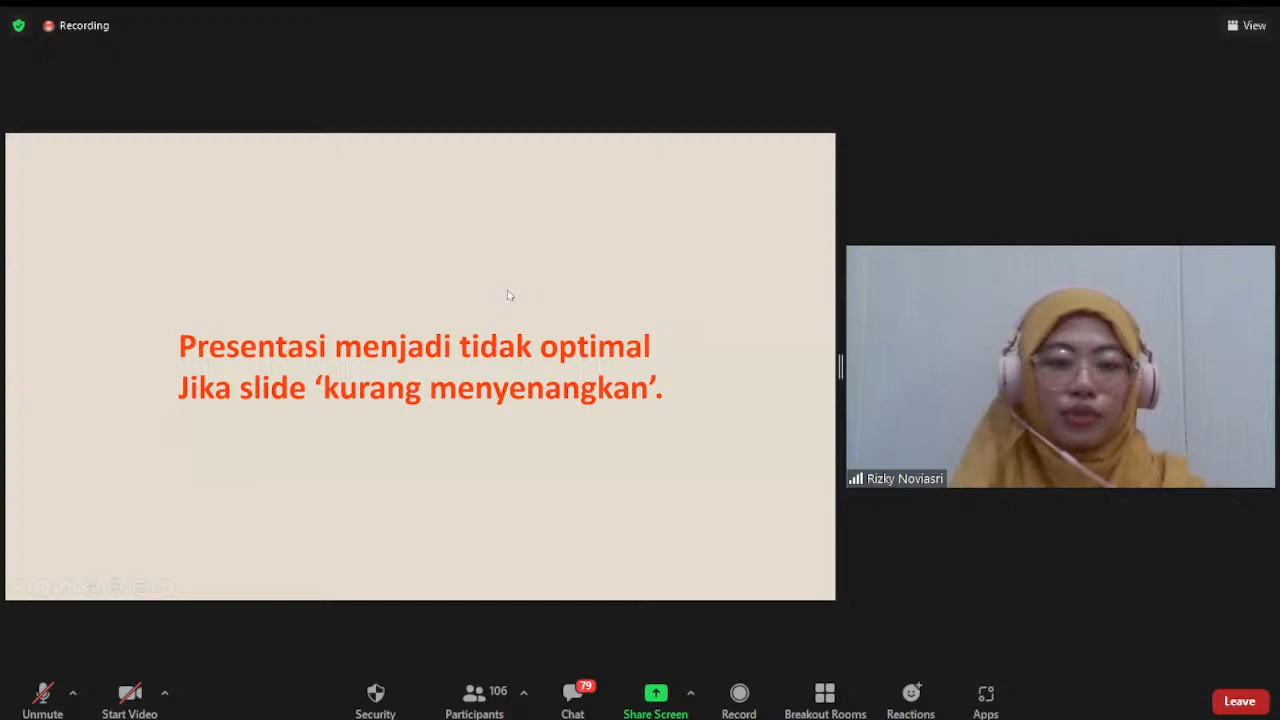 Recording
View
Presentasi menjadi tidak optimal
Jika slide ‘kurang menyenangkan’.
Rizky Noviasri
106
79
Unmute
Start Video
Security
Participants
Chat
Share Screen
Record
Breakout Rooms
Reactions
Apps
Leave